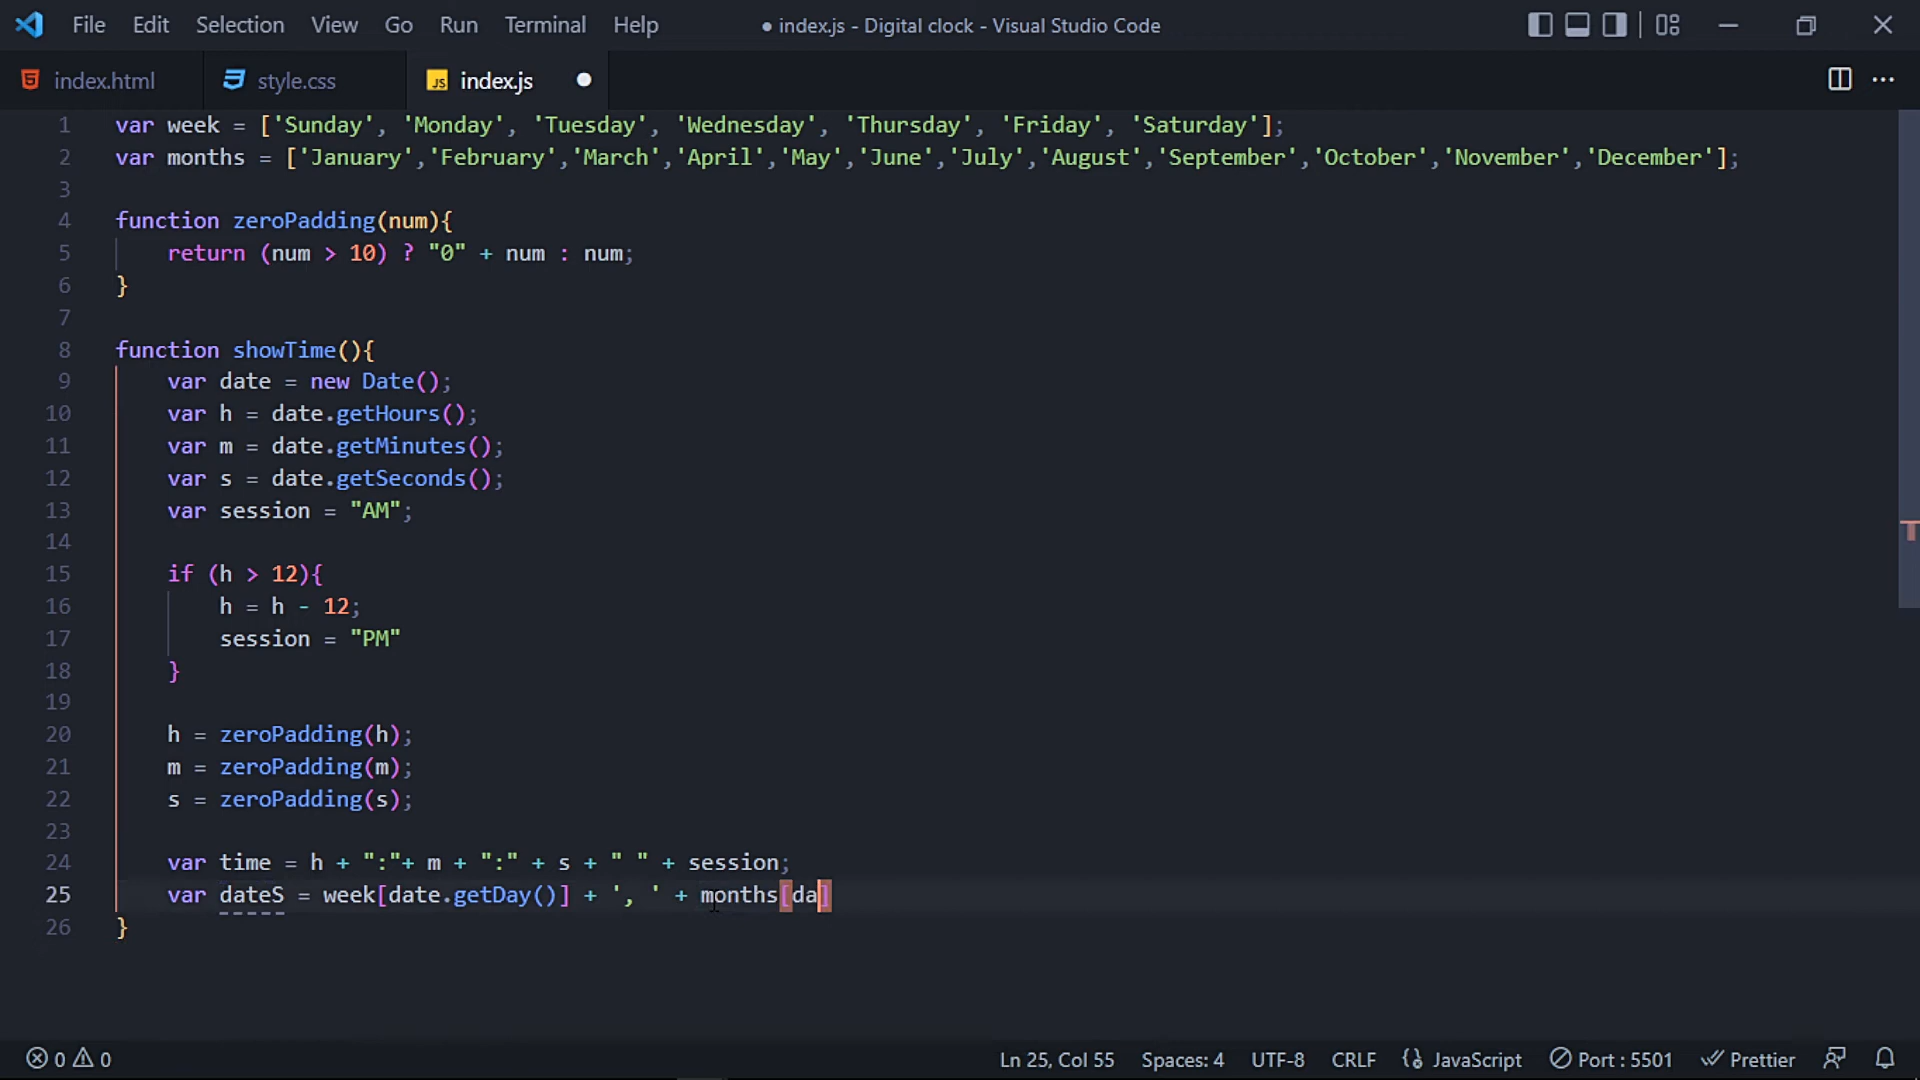 File Edit Selection View Go Run Terminal Help ● index.js - Digital clock - Visual Studio Code
index.html style.css JS index.js ●
1 var week = ['Sunday', 'Monday', 'Tuesday', 'Wednesday', 'Thursday', 'Friday', 'Saturday'];
2 var months = ['January','February','March','April','May','June','July','August','September','October','November','December'];
3
4 function zeroPadding(num){
5 return (num > 10) ? "0" + num : num;
6 }
7
8 function showTime(){
9 var date = new Date();
10 var h = date.getHours();
11 var m = date.getMinutes();
12 var s = date.getSeconds();
13 var session = "AM";
14
15 if (h > 12){
16 h = h - 12;
17 session = "PM"
18 }
19
20 h = zeroPadding(h);
21 m = zeroPadding(m);
22 s = zeroPadding(s);
23
24 var time = h + ":"+ m + ":" + s + " " + session;
25 var dateS = week[date.getDay()] + ', ' + months[da]
26 }
0 0 Ln 25, Col 55 Spaces: 4 UTF-8 CRLF JavaScript Port : 5501 Prettier